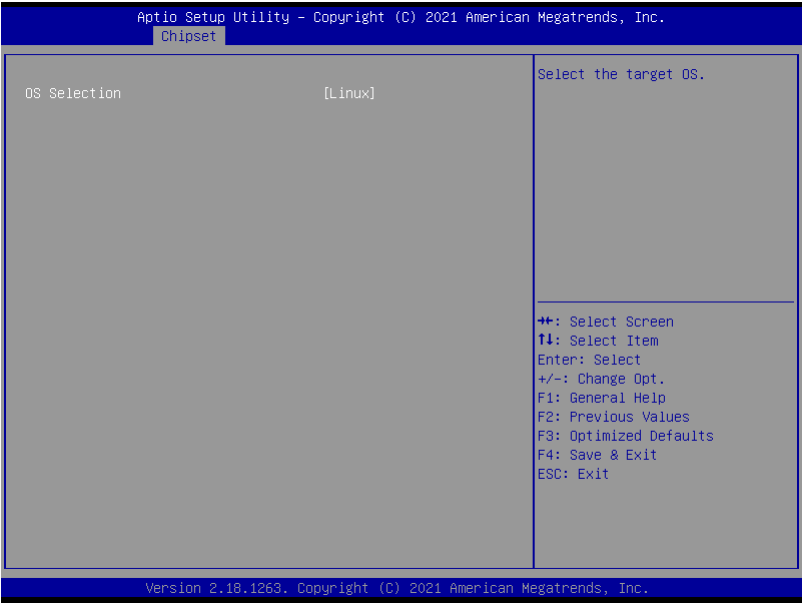 Aptio Setup Utility – Copyright (C) 2021 American Megatrends, Inc.
Chipset
OS Selection [Linux]
Select the target OS.
→←: Select Screen
↑↓: Select Item
Enter: Select
+/-: Change Opt.
F1: General Help
F2: Previous Values
F3: Optimized Defaults
F4: Save & Exit
ESC: Exit
Version 2.18.1263. Copyright (C) 2021 American Megatrends, Inc.